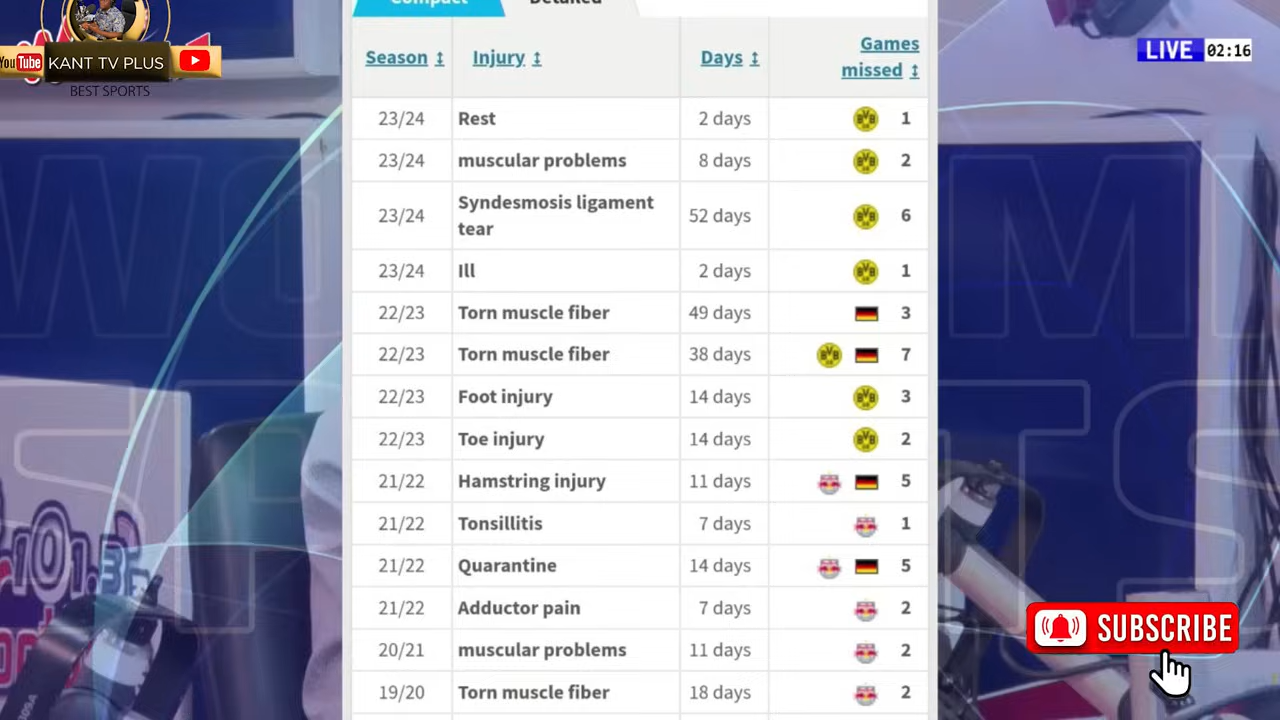 Compact Detailed
YouTube KANT TV PLUS
BEST SPORTS
LIVE 02:16
Season ↕ Injury ↕ Days ↕ Games missed ↕
23/24 Rest 2 days 1
23/24 muscular problems 8 days 2
23/24 Syndesmosis ligament tear 52 days 6
23/24 Ill 2 days 1
22/23 Torn muscle fiber 49 days 3
22/23 Torn muscle fiber 38 days 7
22/23 Foot injury 14 days 3
22/23 Toe injury 14 days 2
21/22 Hamstring injury 11 days 5
21/22 Tonsillitis 7 days 1
21/22 Quarantine 14 days 5
21/22 Adductor pain 7 days 2
20/21 muscular problems 11 days 2
19/20 Torn muscle fiber 18 days 2
101.3
SUBSCRIBE